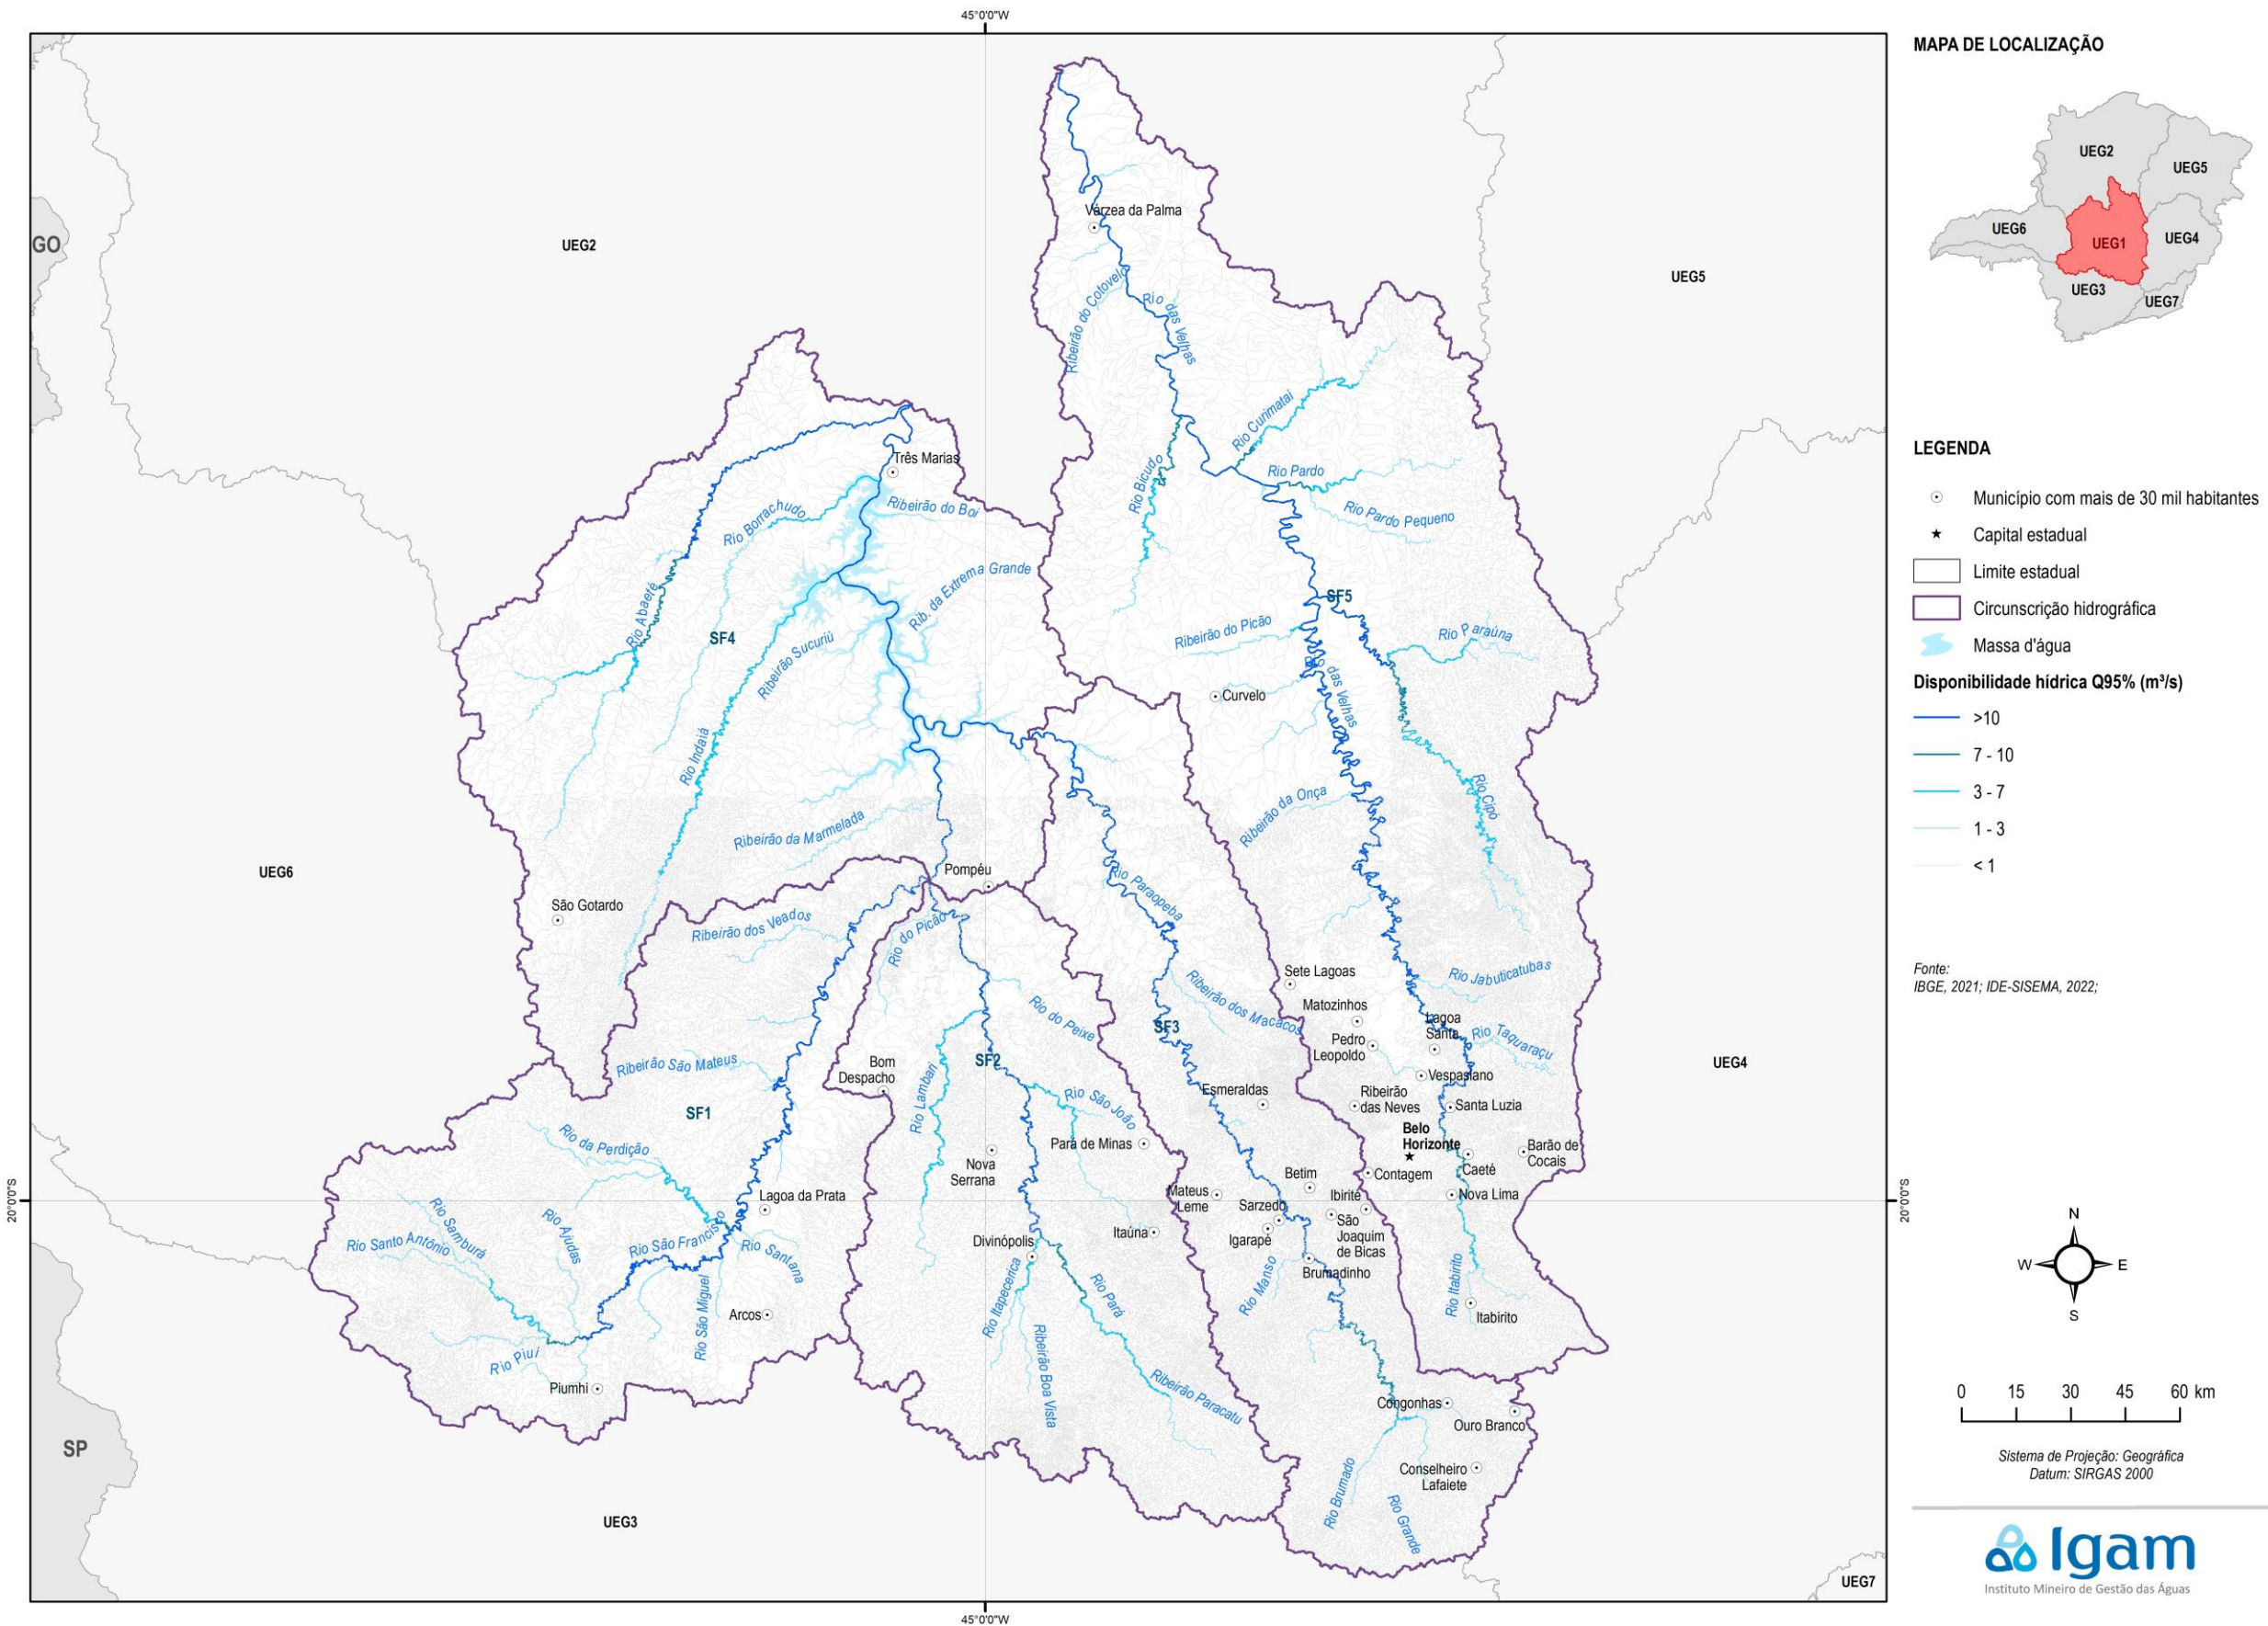 45°0'0"W
MAPA DE LOCALIZAÇÃO
UEG2
UEG5
UEG6
UEG1
UEG4
UEG3
UEG7
GO
UEG2
UEG5
UEG6
UEG4
UEG3
UEG7
SP
20°0'0"S
20°0'0"S
45°0'0"W
Várzea da Palma
Ribeirão do Cotovelo
Rio das Velhas
Rio Curimataí
Rio Bicudo
Rio Pardo
Rio Pardo Pequeno
Três Marias
Ribeirão do Boi
Rio Borrachudo
Rib. da Extrema Grande
Rio Abaeté
SF4
Ribeirão Sucuriú
Rio Indaiá
SF5
Ribeirão do Picão
Rio Paraúna
Curvelo
Rio das Velhas
Rio Cipó
Ribeirão da Onça
Ribeirão da Marmelada
Pompéu
São Gotardo
Ribeirão dos Veados
Rio do Picão
Rio Paraopeba
Sete Lagoas
Ribeirão dos Macacos
Rio Jabuticatubas
Matozinhos
Lagoa
Santa
Rio Taquaraçu
Pedro
Leopoldo
Vespasiano
SF3
Rio do Peixe
SF2
Bom
Despacho
Ribeirão São Mateus
SF1
Rio Lambari
Rio São João
Esmeraldas
Ribeirão
das Neves
Santa Luzia
Belo
Horizonte
Barão de
Cocais
Caeté
Contagem
Nova Lima
Pará de Minas
Nova
Serrana
Rio da Perdição
Lagoa da Prata
Mateus
Leme
Betim
Ibirité
Sarzedo
São
Joaquim
de Bicas
Igarapé
Itaúna
Divinópolis
Brumadinho
Rio Samburá
Rio Santo Antônio
Rio Ajudas
Rio São Francisco
Rio Santana
Rio São Miguel
Arcos
Rio Itapecerica
Rio Pará
Rio Manso
Rio Itabirito
Itabirito
Rio Piuí
Piumhi
Ribeirão Boa Vista
Ribeirão Paracatu
Congonhas
Ouro Branco
Conselheiro
Lafaiete
Rio Brumado
Rio Grande
LEGENDA
Município com mais de 30 mil habitantes
Capital estadual
Limite estadual
Circunscrição hidrográfica
Massa d'água
Disponibilidade hídrica Q95% (m³/s)
>10
7 - 10
3 - 7
1 - 3
< 1
Fonte:
IBGE, 2021; IDE-SISEMA, 2022;
N
W E
S
0 15 30 45 60 km
Sistema de Projeção: Geográfica
Datum: SIRGAS 2000
Igam
Instituto Mineiro de Gestão das Águas